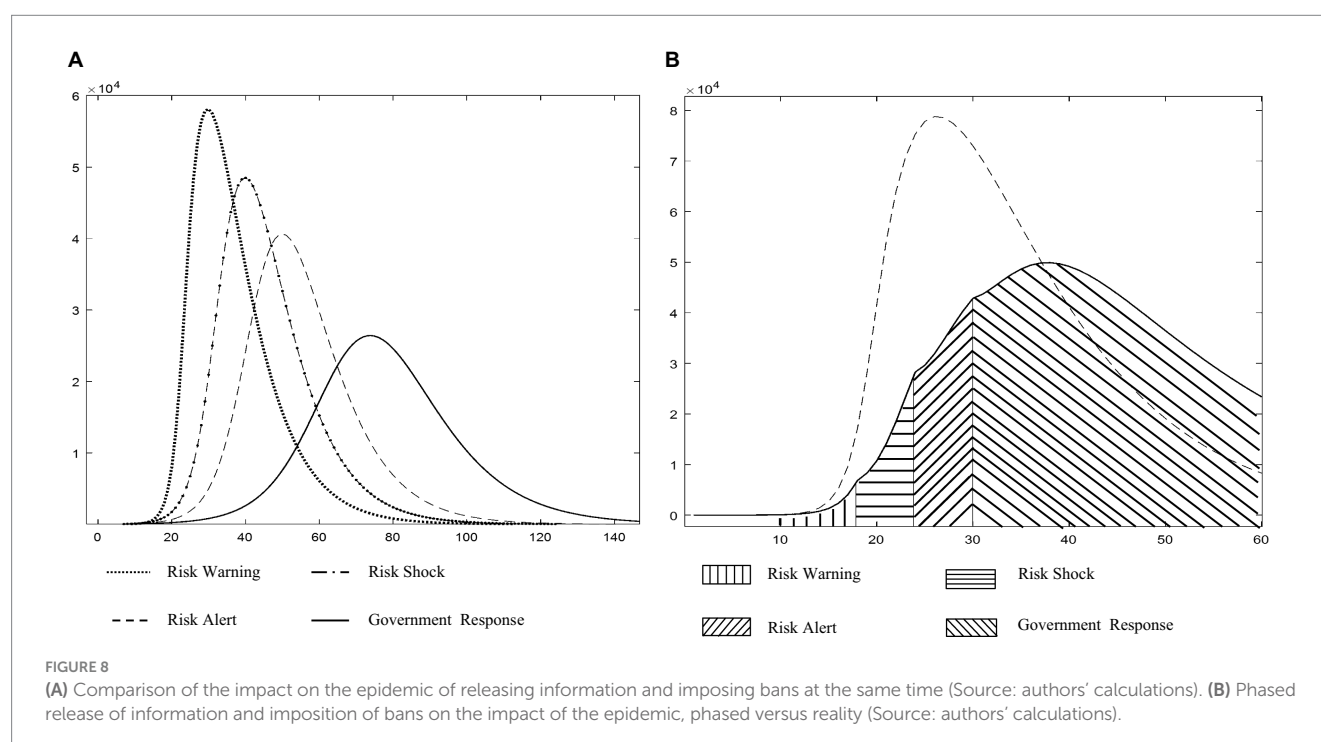 A
×10⁴
6
5
4
3
2
1
0 20 40 60 80 100 120 140
Risk Warning Risk Shock
Risk Alert Government Response
B
×10⁴
8
7
6
5
4
3
2
1
0
10 20 30 40 50 60
Risk Warning Risk Shock
Risk Alert Government Response
FIGURE 8
(A) Comparison of the impact on the epidemic of releasing information and imposing bans at the same time (Source: authors’ calculations). (B) Phased
release of information and imposition of bans on the impact of the epidemic, phased versus reality (Source: authors’ calculations).